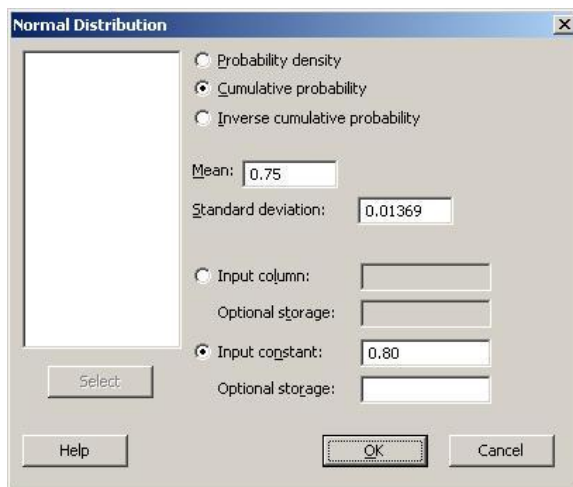 Normal Distribution
Probability density
Cumulative probability
Inverse cumulative probability
Mean: 0.75
Standard deviation: 0.01369
Input column:
Optional storage:
Input constant: 0.80
Optional storage:
Select
Help OK Cancel